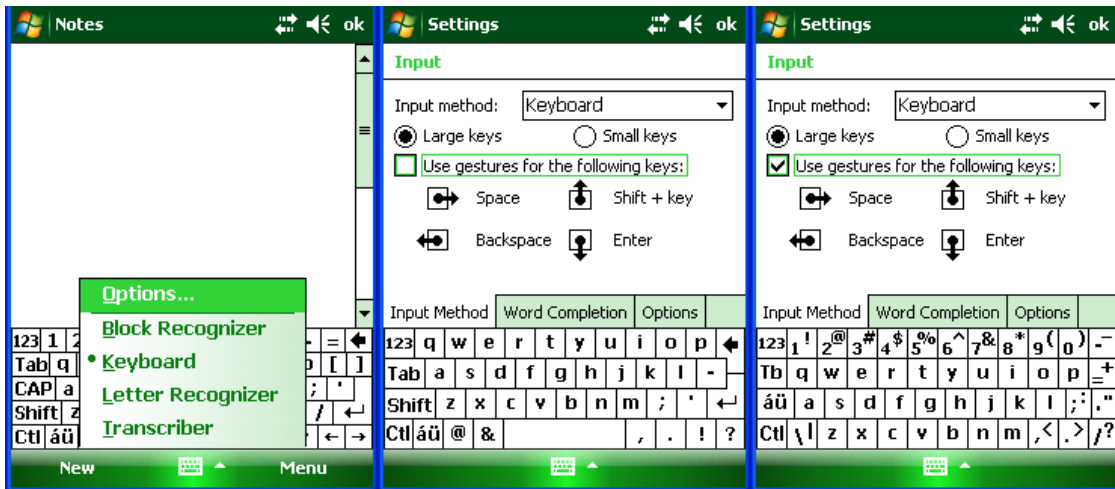 Notes ok
Options...
Block Recognizer
Keyboard
Letter Recognizer
Transcriber
123 1 2 - =
Tab q [ ]
CAP a ; '
Shift z /
Ctl áü
New Menu
Settings ok
Input
Input method: Keyboard
Large keys Small keys
Use gestures for the following keys:
Space Shift + key
Backspace Enter
Input Method Word Completion Options
123 q w e r t y u i o p
Tab a s d f g h j k l -
Shift z x c v b n m ; '
Ctl áü @ & , . ! ?
Settings ok
Input
Input method: Keyboard
Large keys Small keys
Use gestures for the following keys:
Space Shift + key
Backspace Enter
Input Method Word Completion Options
123 1 ! 2 @ 3 # 4 $ 5 % 6 ^ 7 & 8 * 9 ( 0 ) - _
Tb q w e r t y u i o p = +
áü a s d f g h j k l ; : ' "
Ctl \ | z x c v b n m , < . > / ?